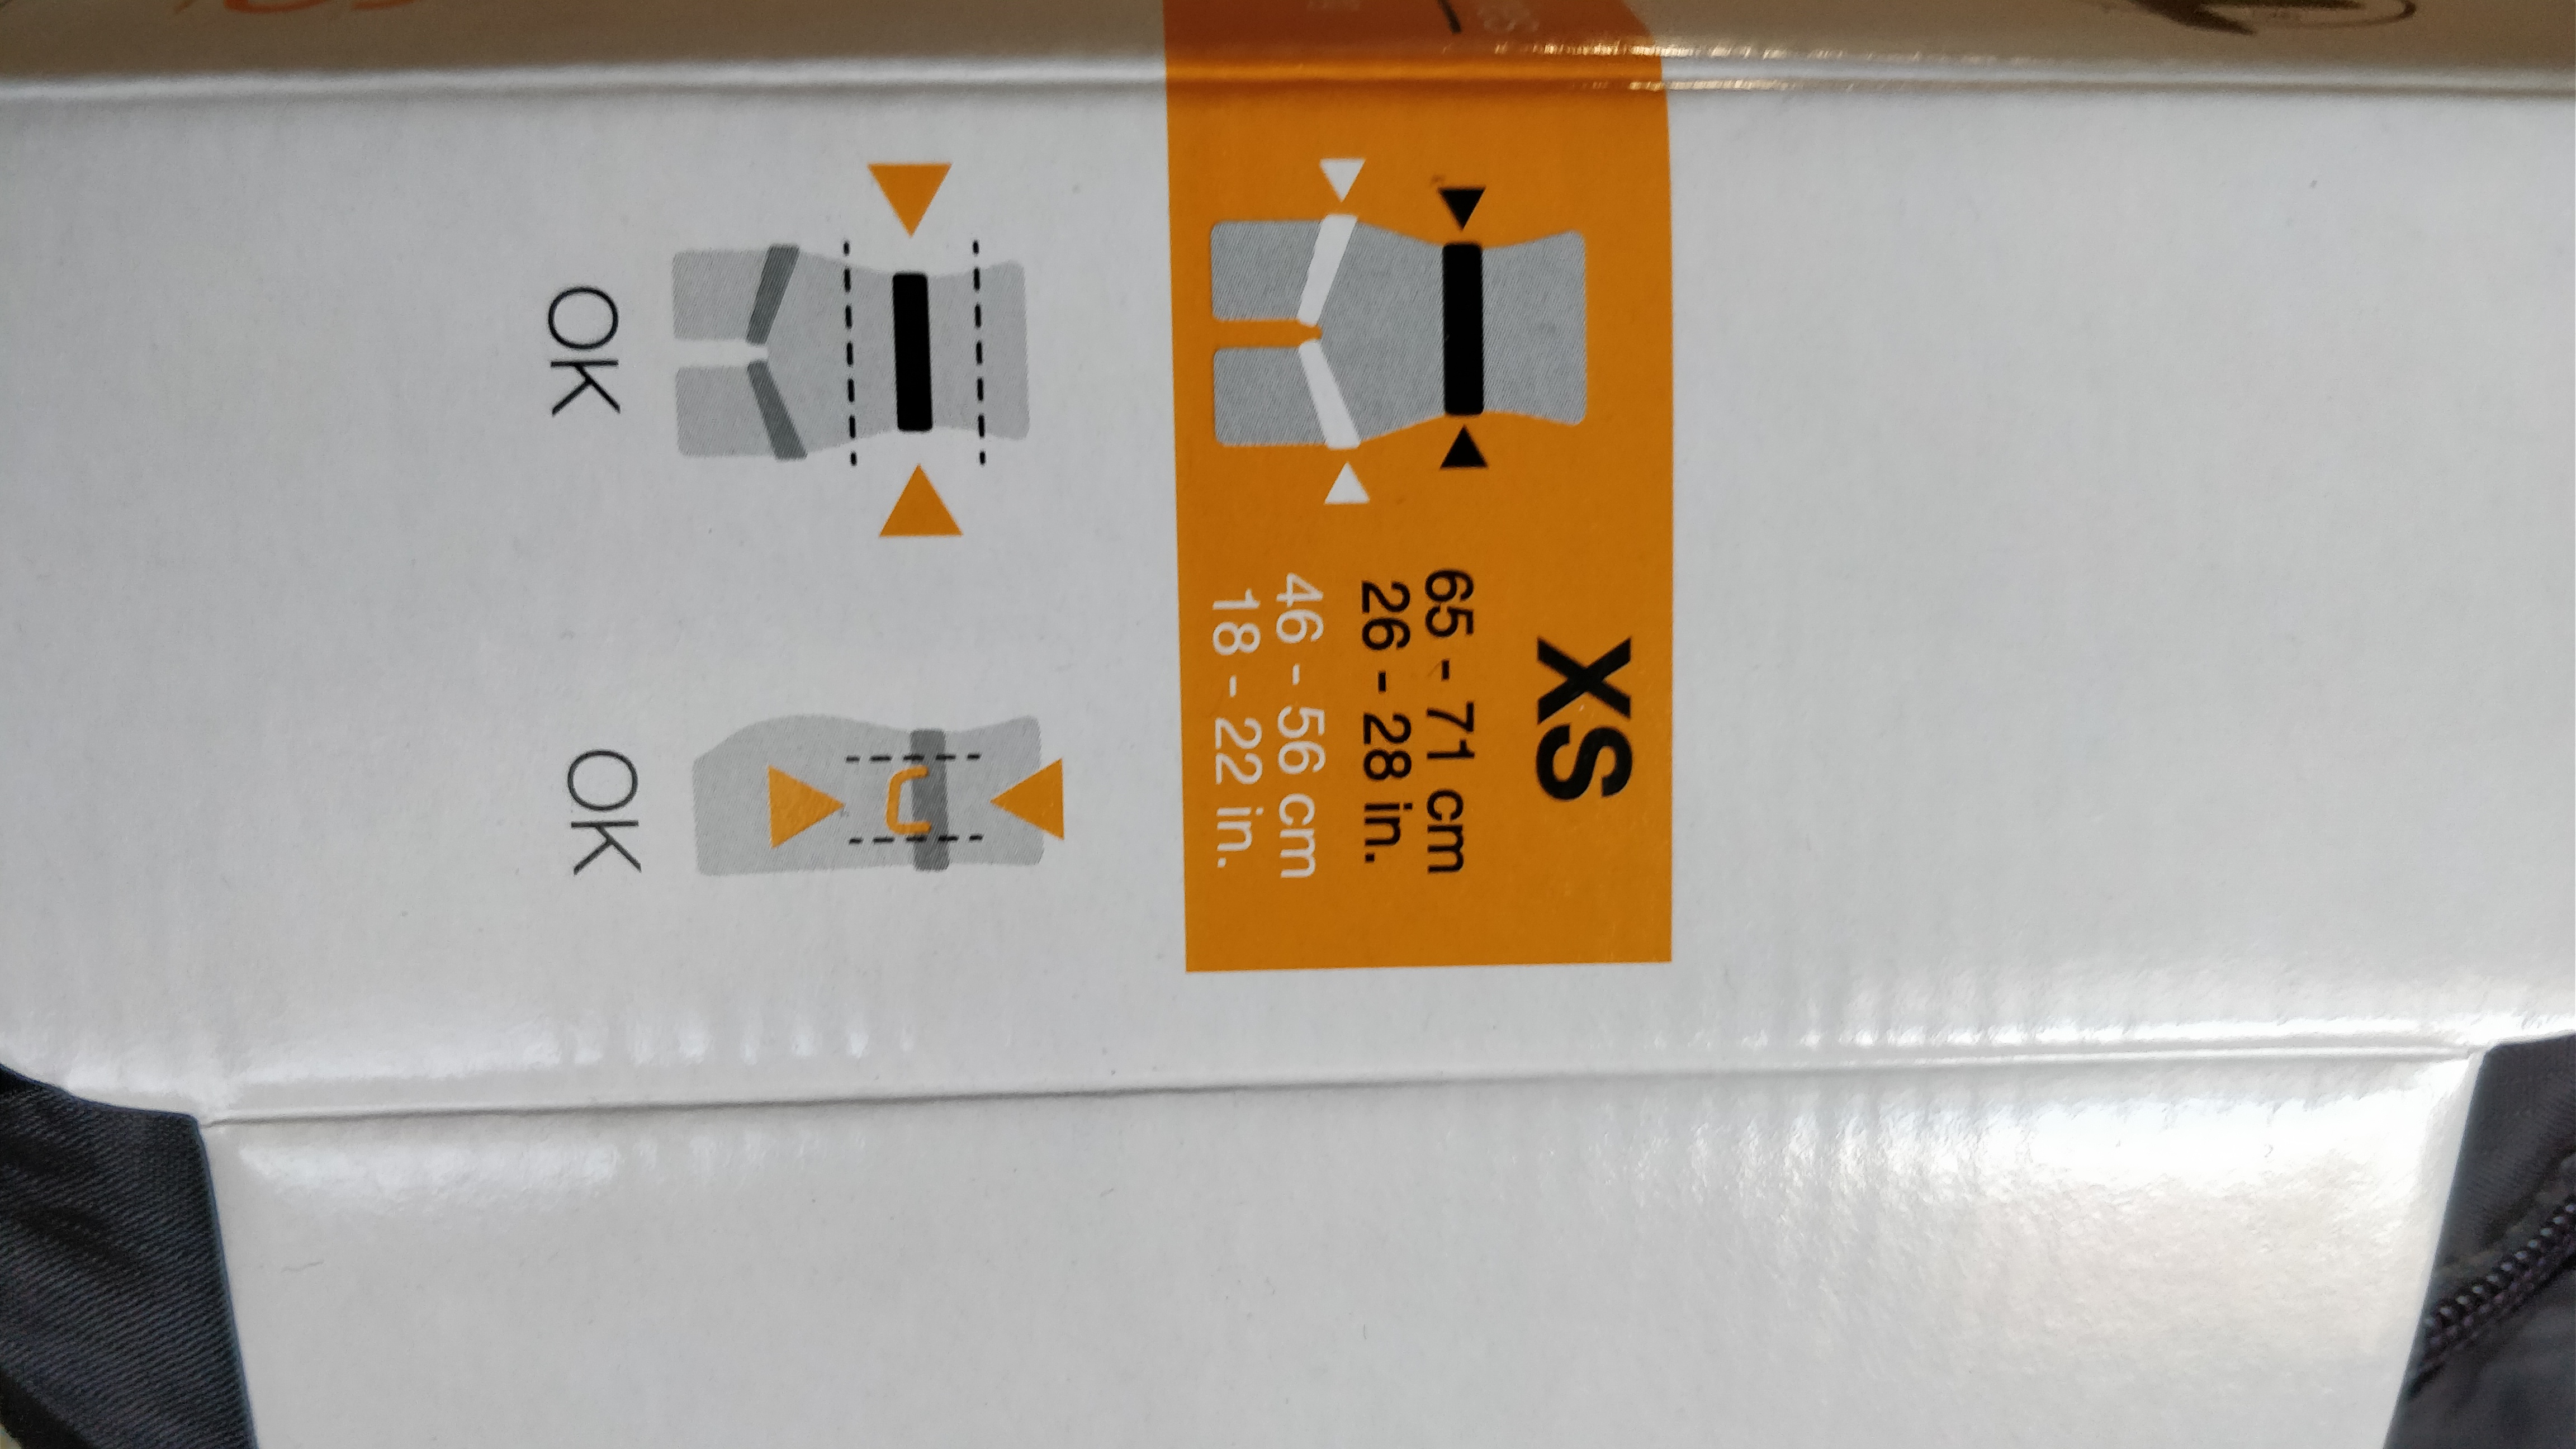 XS
65 - 71 cm
26 - 28 in.
46 - 56 cm
18 - 22 in.
OK
OK